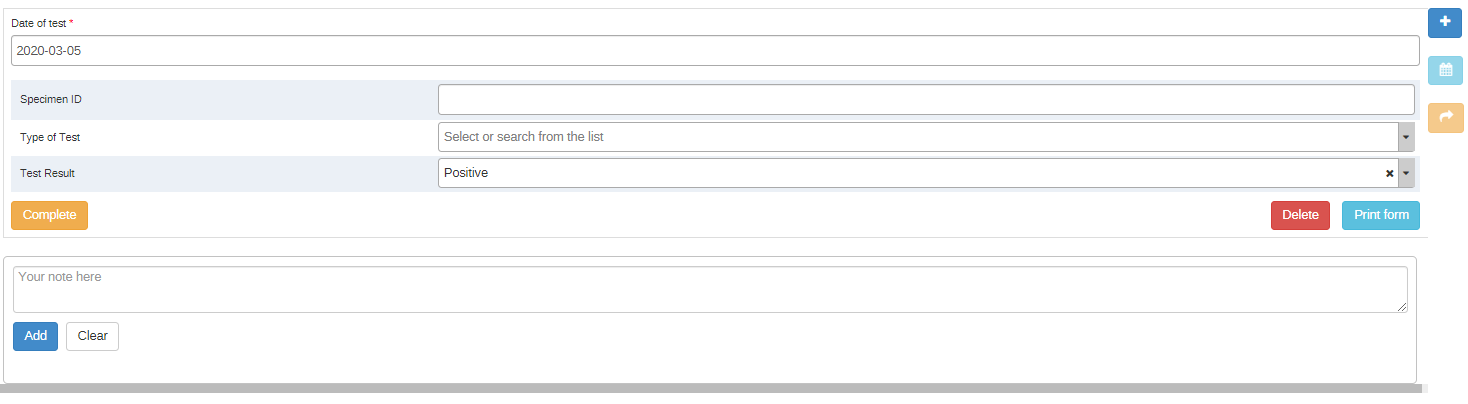 Date of test *
2020-03-05
Specimen ID
Type of Test
Select or search from the list
Test Result
Positive
Complete
Delete
Print form
Your note here
Add
Clear